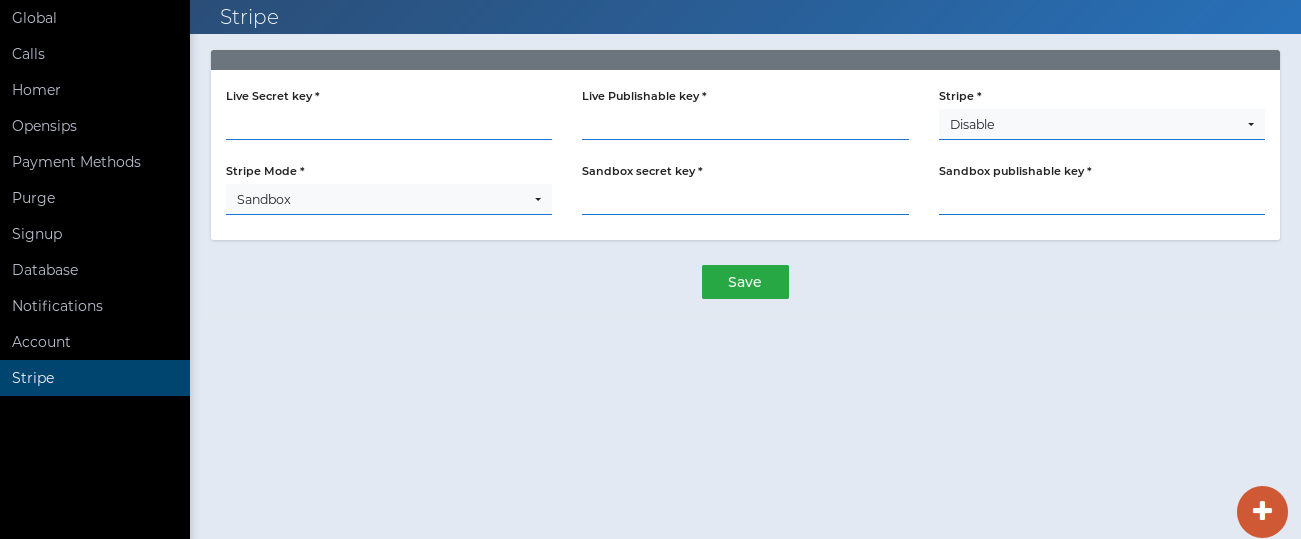 Global
Calls
Homer
Opensips
Payment Methods
Purge
Signup
Database
Notifications
Account
Stripe
Stripe
Live Secret key *
Live Publishable key *
Stripe *
Disable
Stripe Mode *
Sandbox secret key *
Sandbox publishable key *
Sandbox
Save